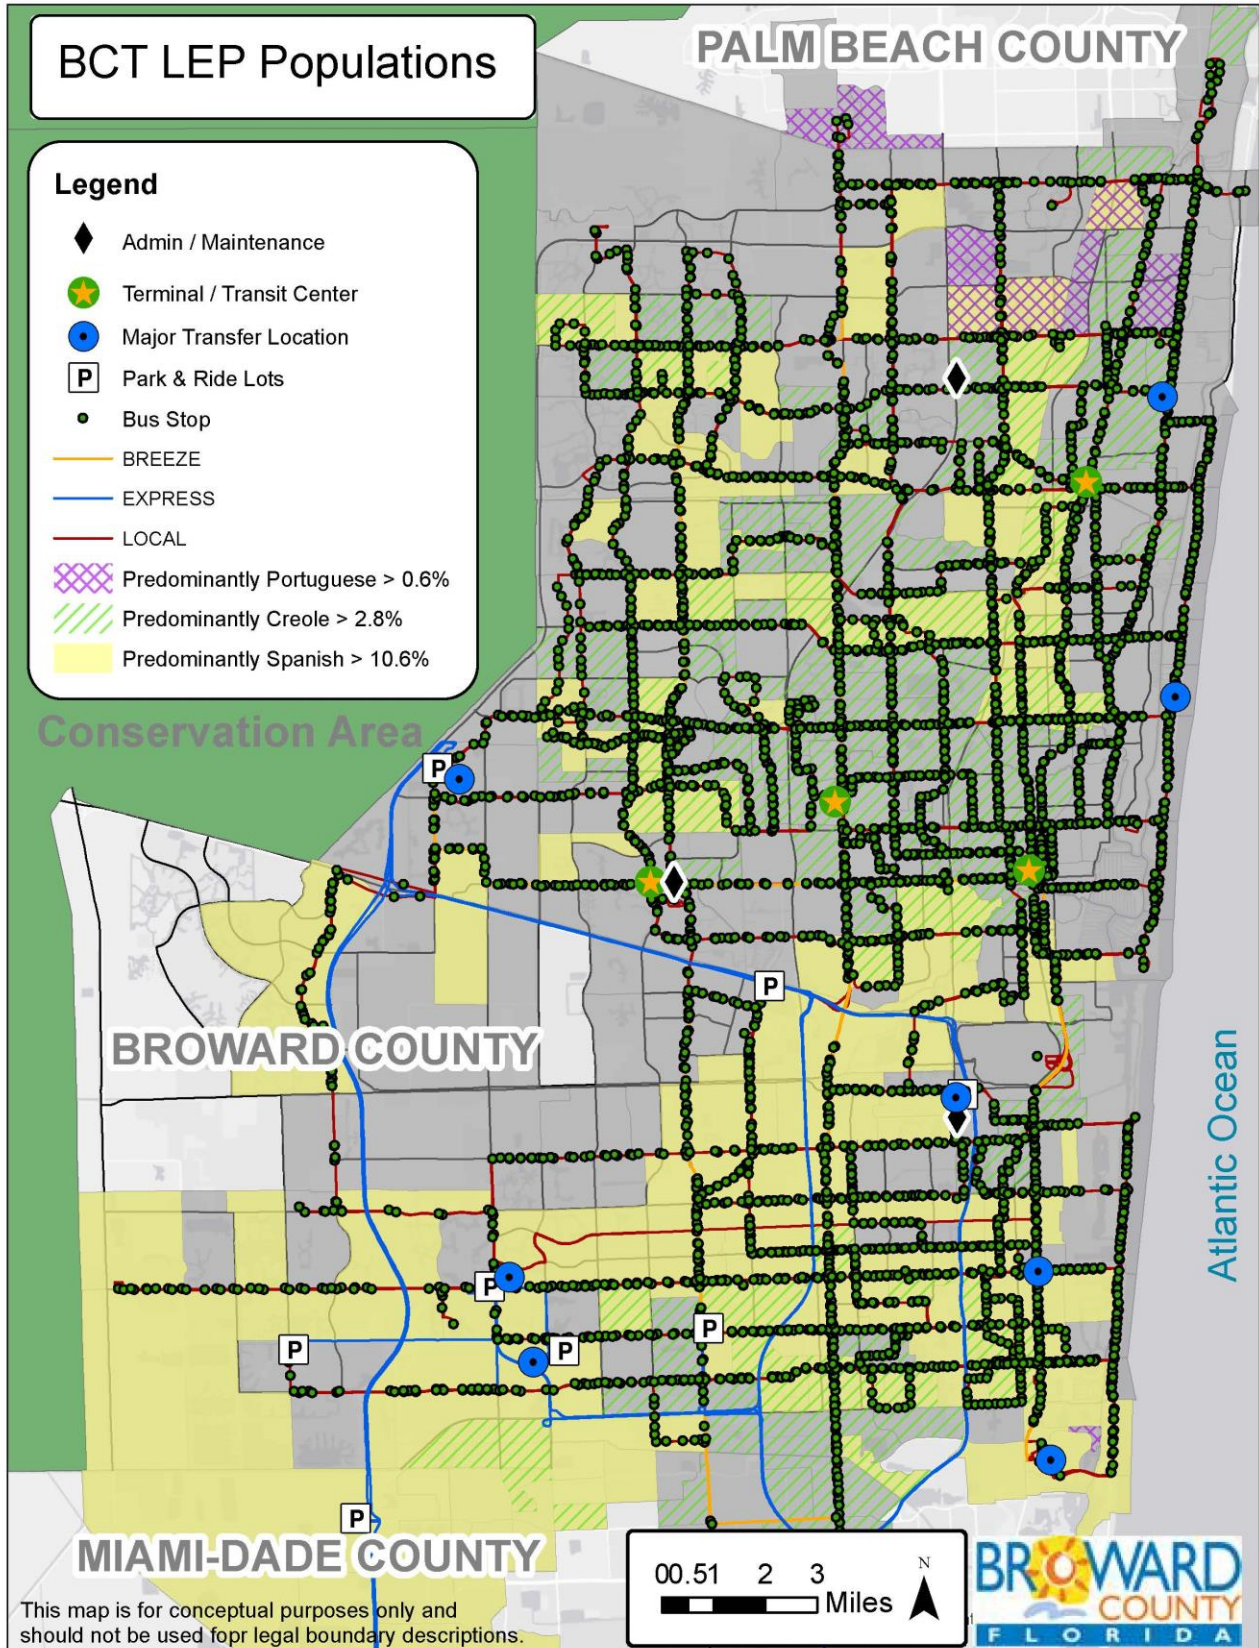 BCT LEP Populations
PALM BEACH COUNTY
Legend
Admin / Maintenance
Terminal / Transit Center
Major Transfer Location
P Park & Ride Lots
Bus Stop
BREEZE
EXPRESS
LOCAL
Predominantly Portuguese > 0.6%
Predominantly Creole > 2.8%
Predominantly Spanish > 10.6%
Conservation Area
P
P
BROWARD COUNTY
P
Atlantic Ocean
P
P
P
P
P
MIAMI-DADE COUNTY
00.51 2 3
Miles
N
This map is for conceptual purposes only and
should not be used fopr legal boundary descriptions.
BROWARD
COUNTY
FLORIDA